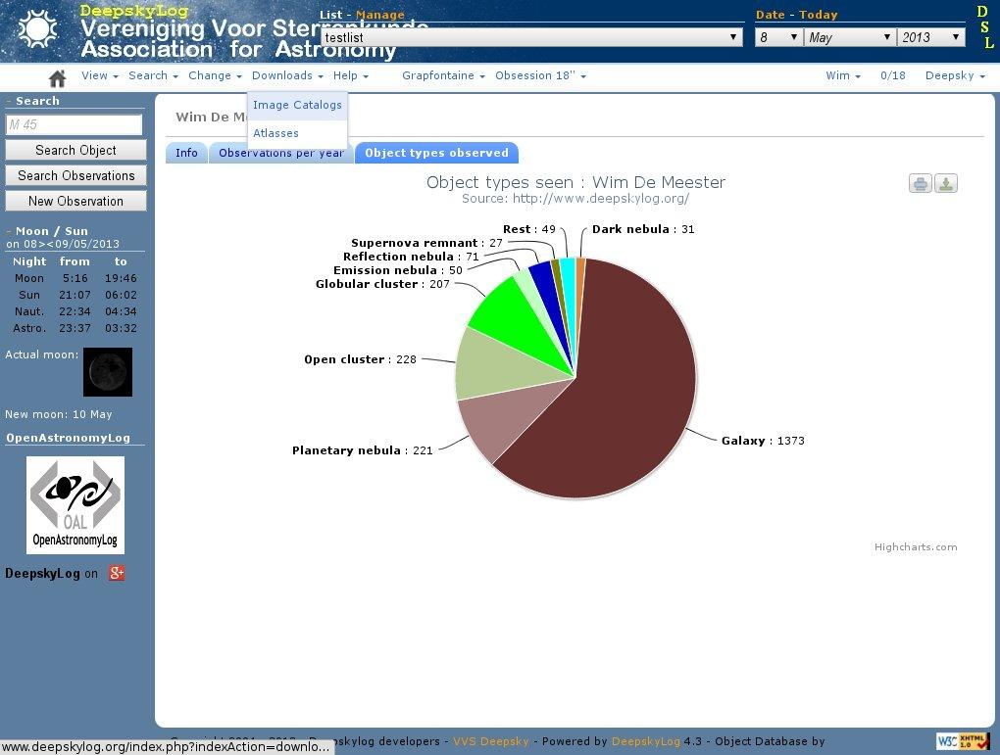 DeepskyLog
Vereniging Voor Sterrenkunde
Association for Astronomy
List - Manage
testlist
Date - Today
8 May 2013
D
S
L
View Search Change Downloads Help Grapfontaine Obsession 18" Wim 0/18 Deepsky
Image Catalogs
Atlasses
- Search
M 45
Search Object
Search Observations
New Observation
- Moon / Sun
on 08><09/05/2013
Night from to
Moon 5:16 19:46
Sun 21:07 06:02
Naut. 22:34 04:34
Astro. 23:37 03:32
Actual moon:
New moon: 10 May
OpenAstronomyLog
OAL
OpenAstronomyLog
DeepskyLog on g+
Wim De M
Info Observations per year Object types observed
Object types seen : Wim De Meester
Source: http://www.deepskylog.org/
Rest : 49
Dark nebula : 31
Supernova remnant : 27
Reflection nebula : 71
Emission nebula : 50
Globular cluster : 207
Open cluster : 228
Planetary nebula : 221
Galaxy : 1373
Highcharts.com
pskylog developers - VVS Deepsky - Powered by DeepskyLog 4.3 - Object Database by
W3C XHTML 1.0
www.deepskylog.org/index.php?indexAction=downlo...